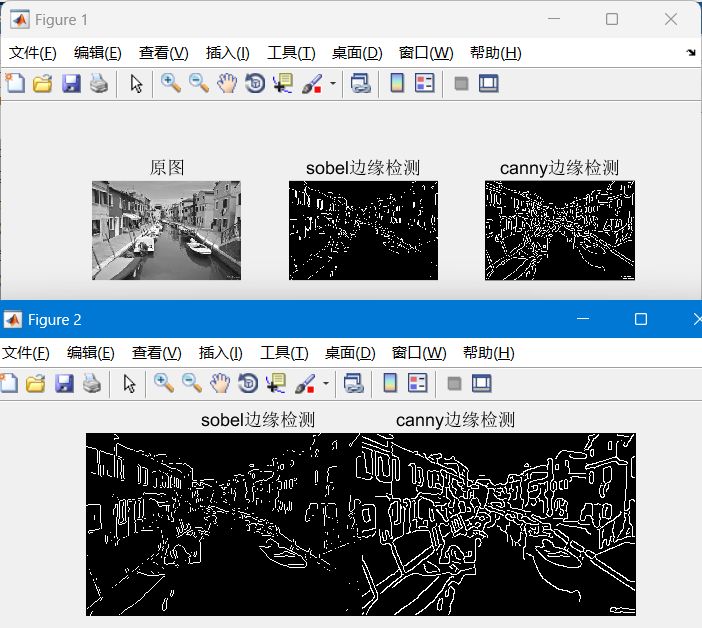 Figure 1
文件(F) 编辑(E) 查看(V) 插入(I) 工具(T) 桌面(D) 窗口(W) 帮助(H)
原图 sobel边缘检测 canny边缘检测
Figure 2
文件(F) 编辑(E) 查看(V) 插入(I) 工具(T) 桌面(D) 窗口(W) 帮助(H)
sobel边缘检测 canny边缘检测